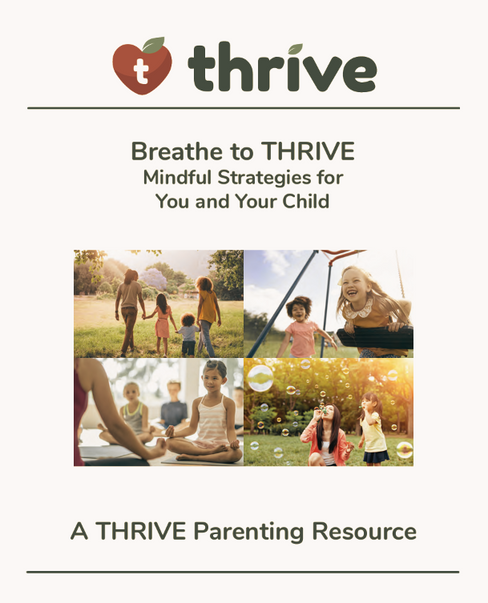 t thrive
Breathe to THRIVE
Mindful Strategies for
You and Your Child
A THRIVE Parenting Resource